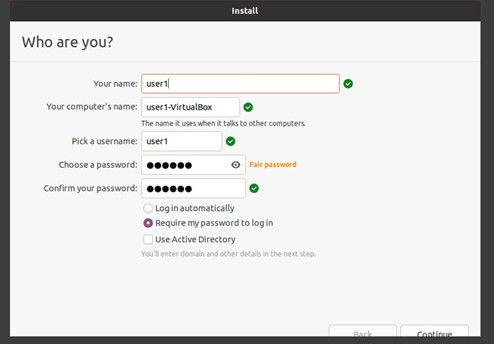 Install
Who are you?
Your name: user1
Your computer's name: user1-VirtualBox
The name it uses when it talks to other computers.
Pick a username: user1
Choose a password: ●●●●●● Fair password
Confirm your password: ●●●●●●
Log in automatically
Require my password to log in
Use Active Directory
You'll enter domain and other details in the next step.
Back Continue